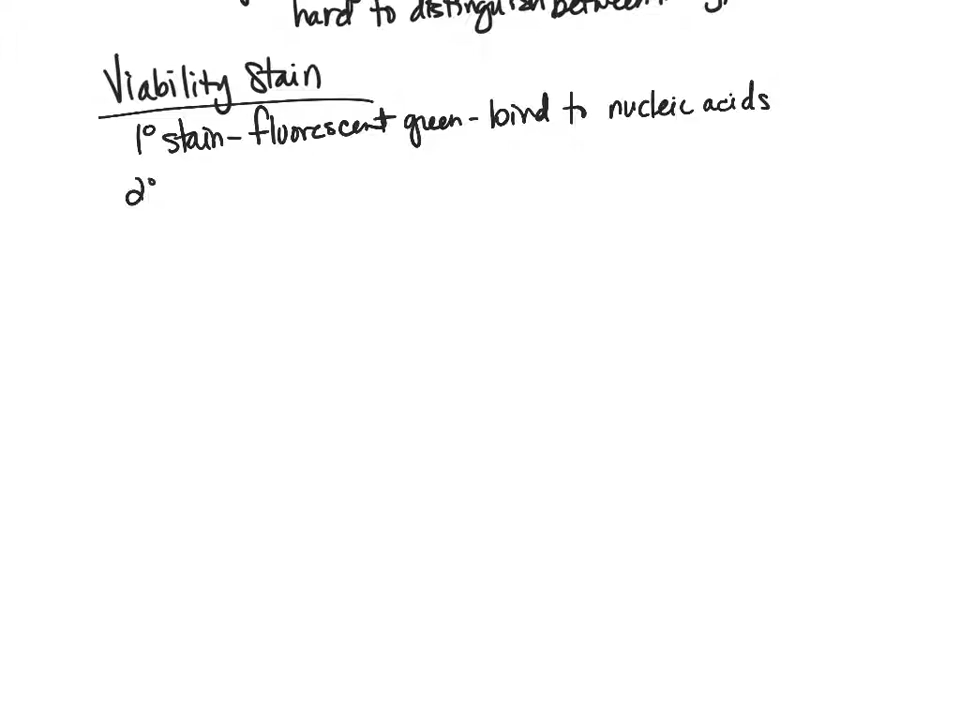 hard to distinguish between
Viability Stain
1° stain - fluorescent green - bind to nucleic acids
2°